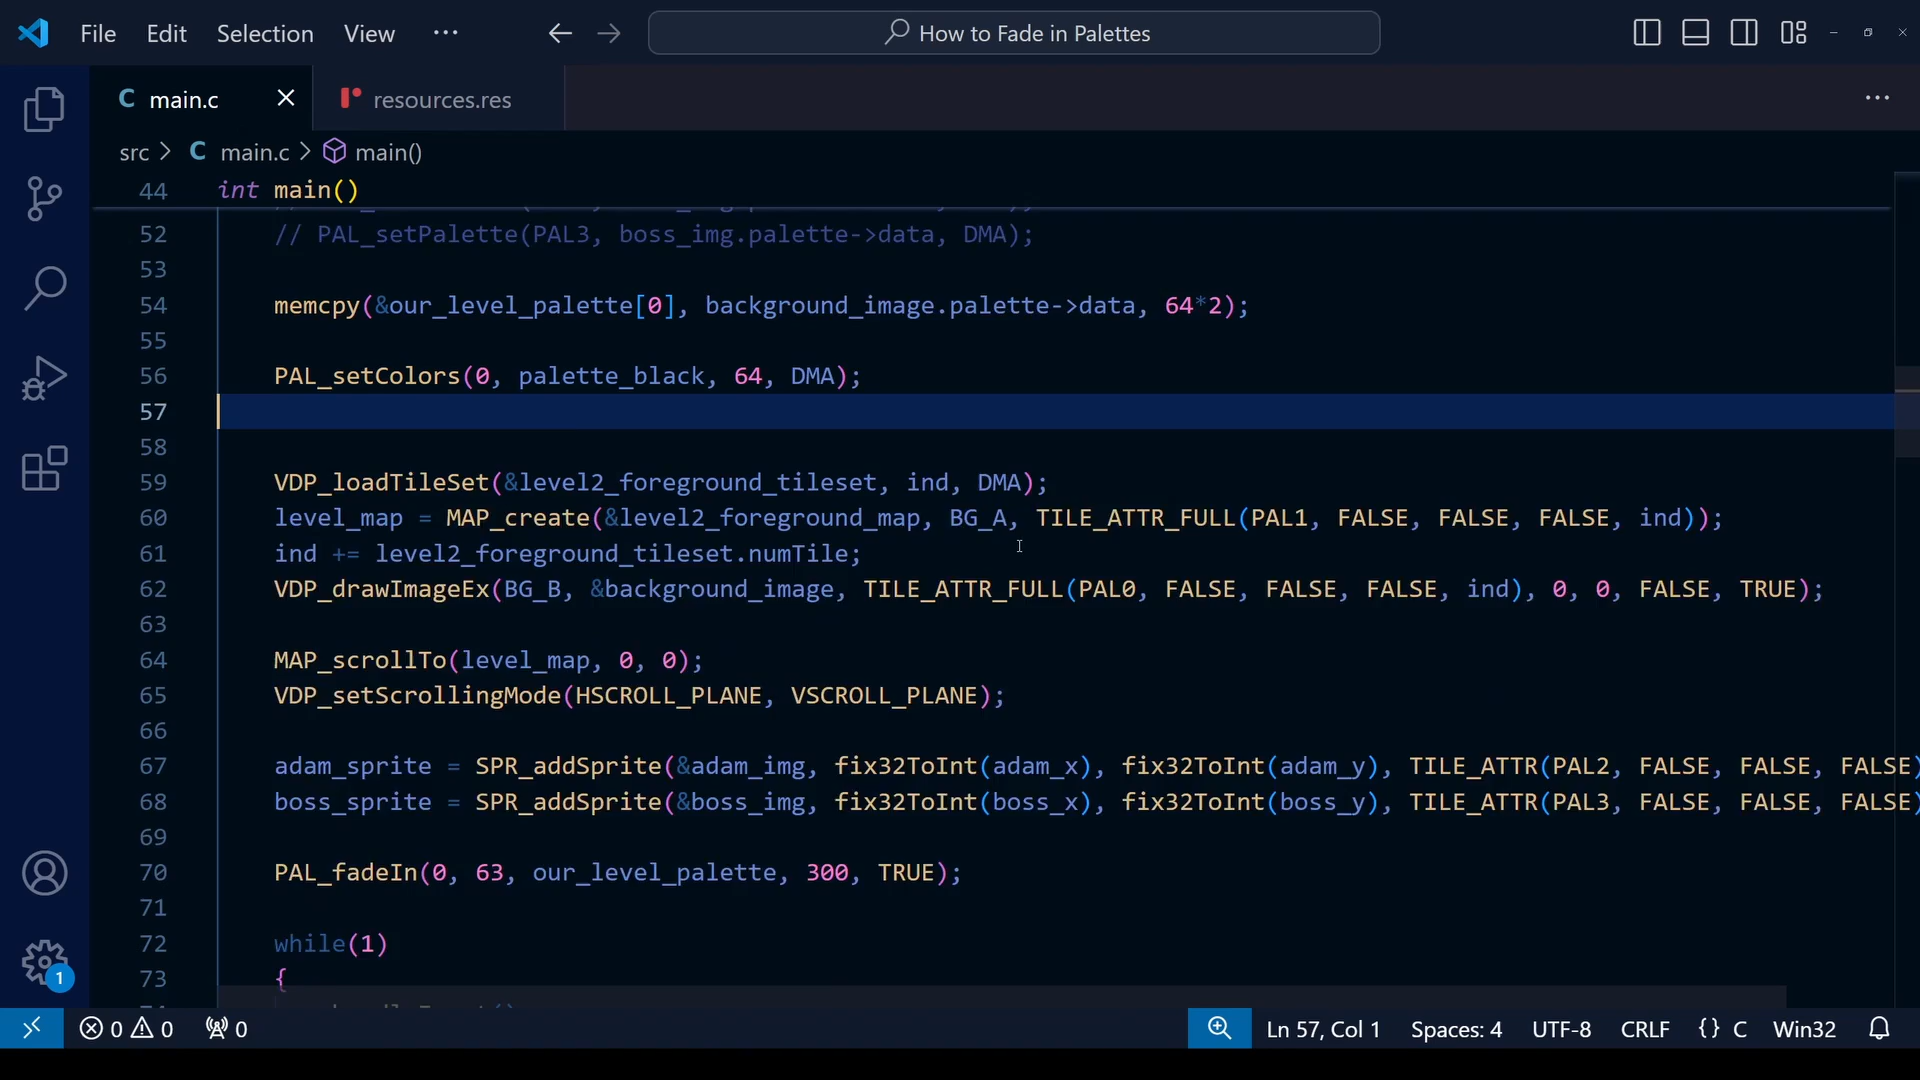 File Edit Selection View ··· How to Fade in Palettes
C main.c resources.res ···
src > C main.c > main()
44 int main()
52 // PAL_setPalette(PAL3, boss_img.palette->data, DMA);
53
54 memcpy(&our_level_palette[0], background_image.palette->data, 64*2);
55
56 PAL_setColors(0, palette_black, 64, DMA);
57
58
59 VDP_loadTileSet(&level2_foreground_tileset, ind, DMA);
60 level_map = MAP_create(&level2_foreground_map, BG_A, TILE_ATTR_FULL(PAL1, FALSE, FALSE, FALSE, ind));
61 ind += level2_foreground_tileset.numTile;
62 VDP_drawImageEx(BG_B, &background_image, TILE_ATTR_FULL(PAL0, FALSE, FALSE, FALSE, ind), 0, 0, FALSE, TRUE);
63
64 MAP_scrollTo(level_map, 0, 0);
65 VDP_setScrollingMode(HSCROLL_PLANE, VSCROLL_PLANE);
66
67 adam_sprite = SPR_addSprite(&adam_img, fix32ToInt(adam_x), fix32ToInt(adam_y), TILE_ATTR(PAL2, FALSE, FALSE, FALSE)
68 boss_sprite = SPR_addSprite(&boss_img, fix32ToInt(boss_x), fix32ToInt(boss_y), TILE_ATTR(PAL3, FALSE, FALSE, FALSE)
69
70 PAL_fadeIn(0, 63, our_level_palette, 300, TRUE);
71
72 while(1)
73 {
1
0 0 0 Ln 57, Col 1 Spaces: 4 UTF-8 CRLF {} C Win32